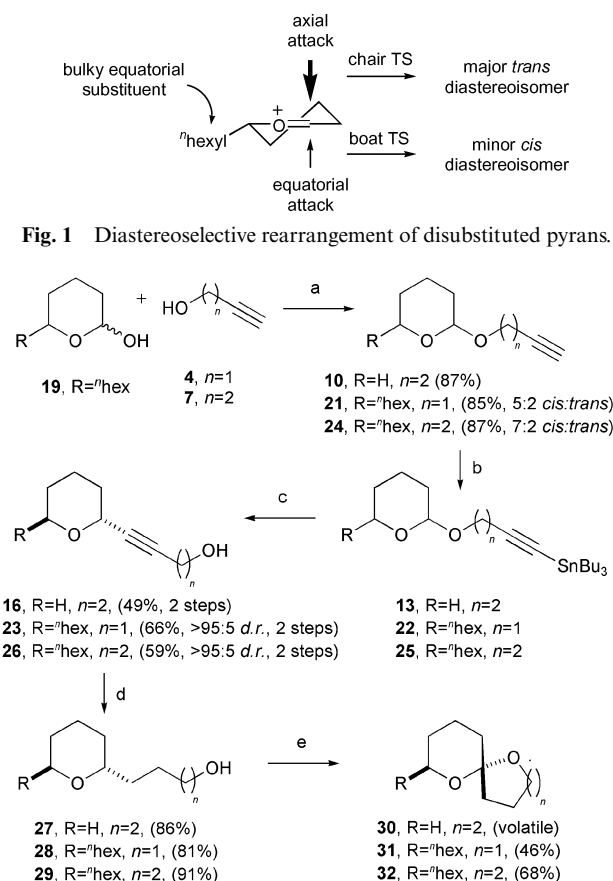 axial
attack
bulky equatorial
substituent
chair TS
major trans
diastereoisomer
+
O
ⁿhexyl
boat TS
minor cis
diastereoisomer
equatorial
attack
Fig. 1 Diastereoselective rearrangement of disubstituted pyrans.
+
HO
n
a
R O OH
R O O
n
19, R=ⁿhex
4, n=1
7, n=2
10, R=H, n=2 (87%)
21, R=ⁿhex, n=1, (85%, 5:2 cis:trans)
24, R=ⁿhex, n=2, (87%, 7:2 cis:trans)
b
c
R O
OH
n
R O O
n
SnBu₃
16, R=H, n=2, (49%, 2 steps)
23, R=ⁿhex, n=1, (66%, >95:5 d.r., 2 steps)
26, R=ⁿhex, n=2, (59%, >95:5 d.r., 2 steps)
13, R=H, n=2
22, R=ⁿhex, n=1
25, R=ⁿhex, n=2
d
e
R O
OH
n
R O
O
n
27, R=H, n=2, (86%)
28, R=ⁿhex, n=1, (81%)
29, R=ⁿhex, n=2, (91%)
30, R=H, n=2, (volatile)
31, R=ⁿhex, n=1, (46%)
32, R=ⁿhex, n=2, (68%)